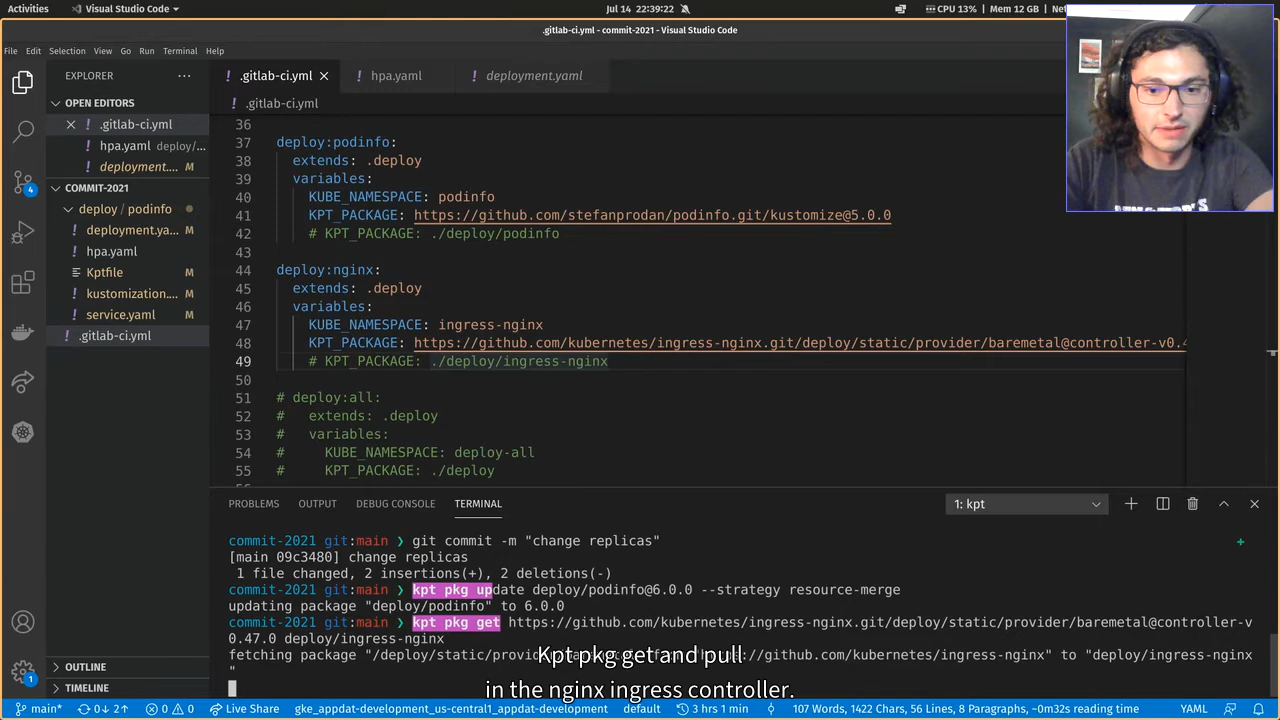 Activities Visual Studio Code Jul 14 22:39:22 CPU 13% | Mem 12 GB |
.gitlab-ci.yml - commit-2021 - Visual Studio Code
File Edit Selection View Go Run Terminal Help
EXPLORER
OPEN EDITORS
.gitlab-ci.yml
hpa.yaml deploy/...
deployment.... M
COMMIT-2021
deploy / podinfo
deployment.ya... M
hpa.yaml
Kptfile M
kustomization.... M
service.yaml M
.gitlab-ci.yml
OUTLINE
TIMELINE
4
1
.gitlab-ci.yml hpa.yaml deployment.yaml
.gitlab-ci.yml
36
37 deploy:podinfo:
38 extends: .deploy
39 variables:
40 KUBE_NAMESPACE: podinfo
41 KPT_PACKAGE: https://github.com/stefanprodan/podinfo.git/kustomize@5.0.0
42 # KPT_PACKAGE: ./deploy/podinfo
43
44 deploy:nginx:
45 extends: .deploy
46 variables:
47 KUBE_NAMESPACE: ingress-nginx
48 KPT_PACKAGE: https://github.com/kubernetes/ingress-nginx.git/deploy/static/provider/baremetal@controller-v0.4
49 # KPT_PACKAGE: ./deploy/ingress-nginx
50
51 # deploy:all:
52 # extends: .deploy
53 # variables:
54 # KUBE_NAMESPACE: deploy-all
55 # KPT_PACKAGE: ./deploy
PROBLEMS OUTPUT DEBUG CONSOLE TERMINAL 1: kpt
commit-2021 git:main ❯ git commit -m "change replicas"
[main 09c3480] change replicas
1 file changed, 2 insertions(+), 2 deletions(-)
commit-2021 git:main ❯ kpt pkg update deploy/podinfo@6.0.0 --strategy resource-merge
updating package "deploy/podinfo" to 6.0.0
commit-2021 git:main ❯ kpt pkg get https://github.com/kubernetes/ingress-nginx.git/deploy/static/provider/baremetal@controller-v
0.47.0 deploy/ingress-nginx
fetching package "/deploy/static/prov ://github.com/kubernetes/ingress-nginx" to "deploy/ingress-nginx
"
Kpt pkg get and pull
in the nginx ingress controller.
main* 0↓ 2↑ 0 0 Live Share gke_appdat-development_us-central1_appdat-development default 3 hrs 1 min 107 Words, 1422 Chars, 56 Lines, 8 Paragraphs, ~0m32s reading time YAML